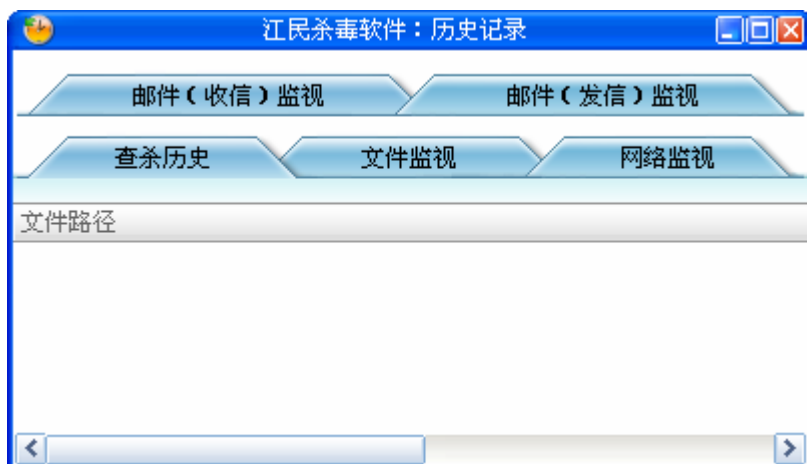 江民杀毒软件：历史记录
邮件（收信）监视 邮件（发信）监视
查杀历史 文件监视 网络监视
文件路径